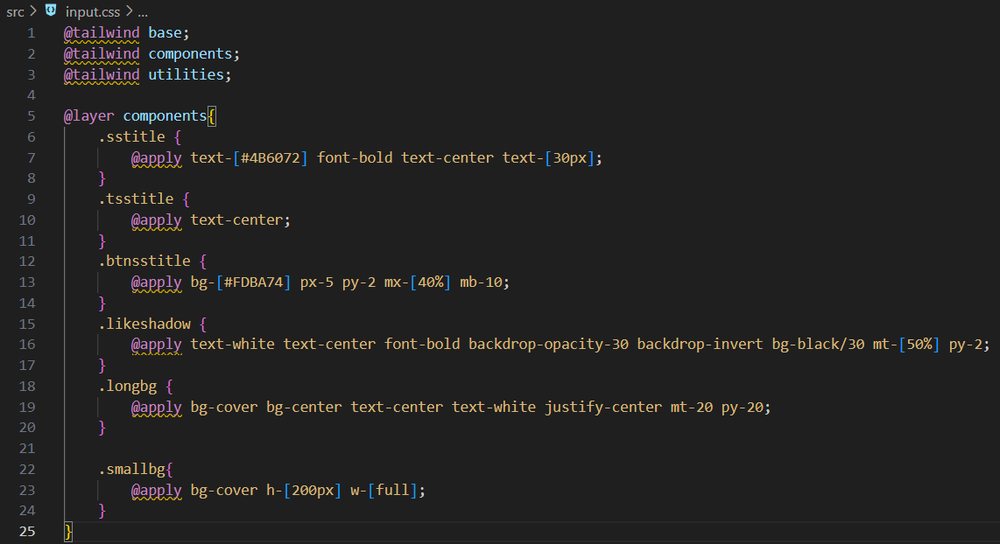 src > input.css > ...
1 @tailwind base;
2 @tailwind components;
3 @tailwind utilities;
4
5 @layer components{
6     .sstitle {
7         @apply text-[#4B6072] font-bold text-center text-[30px];
8     }
9     .tsstitle {
10         @apply text-center;
11     }
12     .btnsstitle {
13         @apply bg-[#FDBA74] px-5 py-2 mx-[40%] mb-10;
14     }
15     .likeshadow {
16         @apply text-white text-center font-bold backdrop-opacity-30 backdrop-invert bg-black/30 mt-[50%] py-2;
17     }
18     .longbg {
19         @apply bg-cover bg-center text-center text-white justify-center mt-20 py-20;
20     }
21
22     .smallbg{
23         @apply bg-cover h-[200px] w-[full];
24     }
25 }